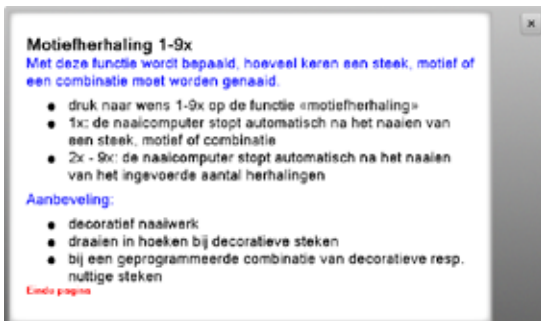 Motiefherhaling 1-9x
Met deze functie wordt bepaald, hoeveel keren een steek, motief of
een combinatie moet worden genaaid.
● druk naar wens 1-9x op de functie «motiefherhaling»
● 1x: de naaicomputer stopt automatisch na het naaien van
een steek, motief of combinatie
● 2x - 9x: de naaicomputer stopt automatisch na het naaien
van het ingevoerde aantal herhalingen
Aanbeveling:
● decoratief naaiwerk
● draaien in hoeken bij decoratieve steken
● bij een geprogrammeerde combinatie van decoratieve resp.
nuttige steken
Einde pagina